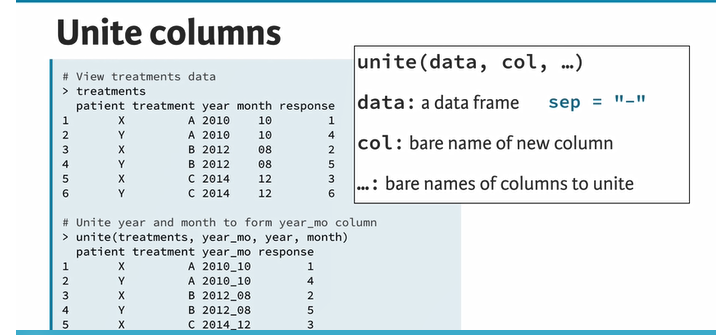 Unite columns
# View treatments data
> treatments
patient treatment year month response
1 X A 2010 10 1
2 Y A 2010 10 4
3 X B 2012 08 2
4 Y B 2012 08 5
5 X C 2014 12 3
6 Y C 2014 12 6
# Unite year and month to form year_mo column
> unite(treatments, year_mo, year, month)
patient treatment year_mo response
1 X A 2010_10 1
2 Y A 2010_10 4
3 X B 2012_08 2
4 Y B 2012_08 5
5 X C 2014_12 3
unite(data, col, …)
data: a data frame sep = "-"
col: bare name of new column
…: bare names of columns to unite